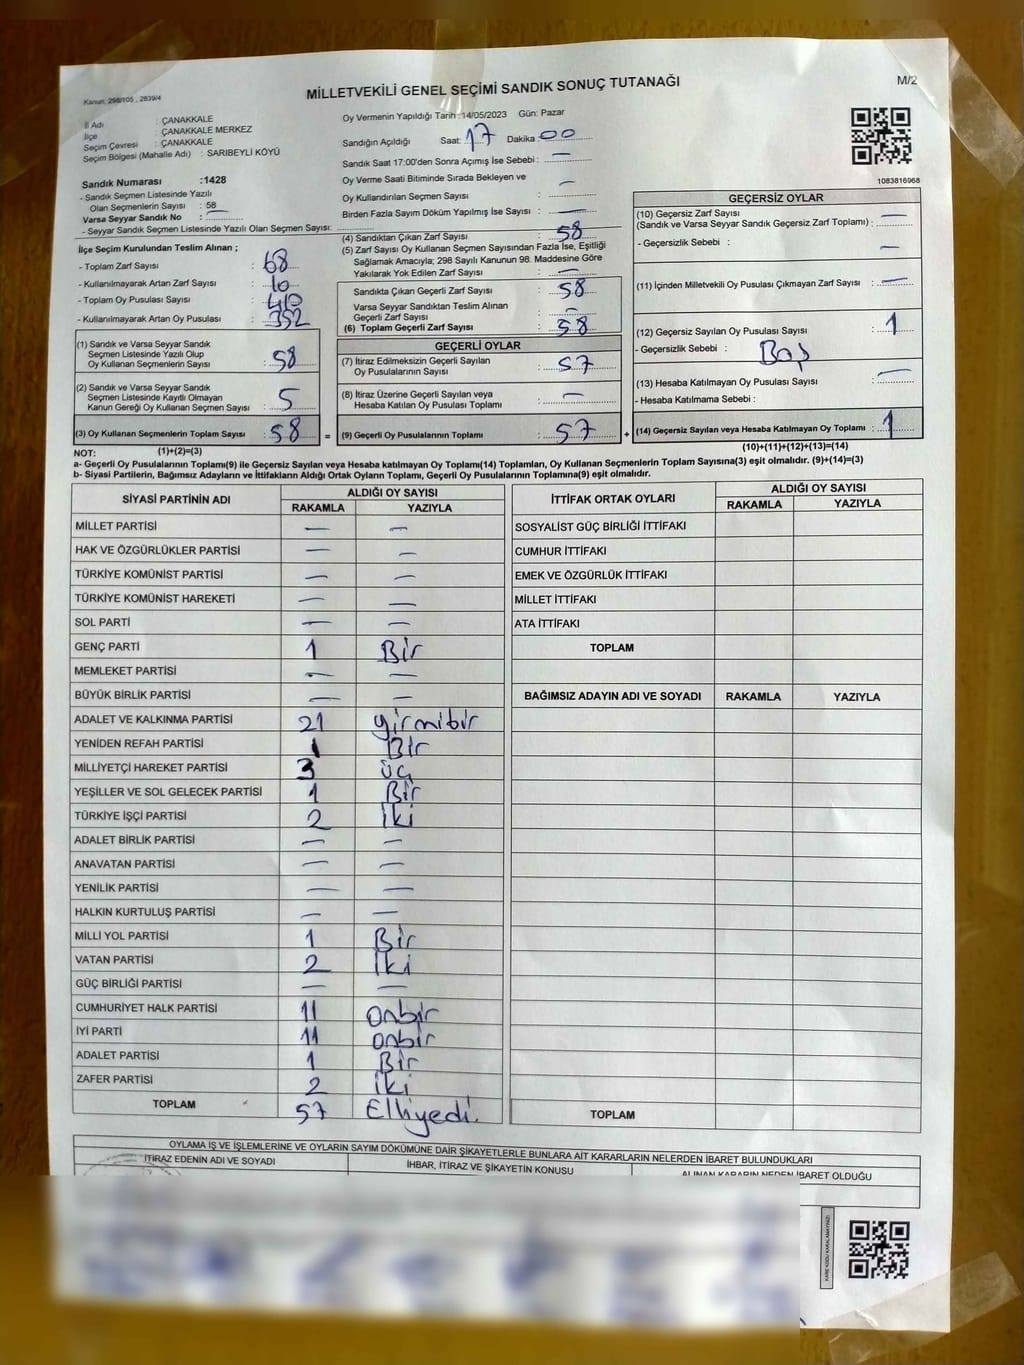 Kanun: 298/105 , 2839/4
MİLLETVEKİLİ GENEL SEÇİMİ SANDIK SONUÇ TUTANAĞI
M/2
İl Adı : ÇANAKKALE
İlçe : ÇANAKKALE MERKEZ
Seçim Çevresi : ÇANAKKALE
Seçim Bölgesi (Mahalle Adı) : SARIBEYLİ KÖYÜ
Sandık Numarası :1428
- Sandık Seçmen Listesinde Yazılı
Olan Seçmenlerin Sayısı : 58
Varsa Seyyar Sandık No : —
- Seyyar Sandık Seçmen Listesinde Yazılı Olan Seçmen Sayısı:
İlçe Seçim Kurulundan Teslim Alınan ;
- Toplam Zarf Sayısı : 68
- Kullanılmayarak Artan Zarf Sayısı : 10
- Toplam Oy Pusulası Sayısı : 410
- Kullanılmayarak Artan Oy Pusulası : 352
(1) Sandık ve Varsa Seyyar Sandık
Seçmen Listesinde Yazılı Olup
Oy Kullanan Seçmenlerin Sayısı : 58
(2) Sandık ve Varsa Seyyar Sandık
Seçmen Listesinde Kayıtlı Olmayan
Kanun Gereği Oy Kullanan Seçmen Sayısı : 5
(3) Oy Kullanan Seçmenlerin Toplam Sayısı : 58
Oy Vermenin Yapıldığı Tarih :14/05/2023 Gün: Pazar
Sandığın Açıldığı Saat: 17 Dakika : 00
Sandık Saat 17:00'den Sonra Açılmış İse Sebebi : —
Oy Verme Saati Bitiminde Sırada Bekleyen ve
Oy Kullandırılan Seçmen Sayısı : —
Birden Fazla Sayım Döküm Yapılmış İse Sayısı : —
(4) Sandıktan Çıkan Zarf Sayısı : 58
(5) Zarf Sayısı Oy Kullanan Seçmen Sayısından Fazla İse, Eşitliği
Sağlamak Amacıyla; 298 Sayılı Kanunun 98. Maddesine Göre
Yakılarak Yok Edilen Zarf Sayısı : —
Sandıkta Çıkan Geçerli Zarf Sayısı : 58
Varsa Seyyar Sandıktan Teslim Alınan
Geçerli Zarf Sayısı : —
(6) Toplam Geçerli Zarf Sayısı : 58
GEÇERLİ OYLAR
(7) İtiraz Edilmeksizin Geçerli Sayılan
Oy Pusulalarının Sayısı : 57
(8) İtiraz Üzerine Geçerli Sayılan veya
Hesaba Katılan Oy Pusulaları Toplamı : —
= (9) Geçerli Oy Pusulalarının Toplamı : 57
1083816968
GEÇERSİZ OYLAR
(10) Geçersiz Zarf Sayısı —
(Sandık ve Varsa Seyyar Sandık Geçersiz Zarf Toplamı) :
- Geçersizlik Sebebi : —
(11) İçinden Milletvekili Oy Pusulası Çıkmayan Zarf Sayısı : —
(12) Geçersiz Sayılan Oy Pusulası Sayısı : 1
- Geçersizlik Sebebi : Boş
(13) Hesaba Katılmayan Oy Pusulası Sayısı : —
- Hesaba Katılmama Sebebi :
+ (14) Geçersiz Sayılan veya Hesaba Katılmayan Oy Toplamı : 1
NOT: (1)+(2)=(3)
(10)+(11)+(12)+(13)=(14)
a- Geçerli Oy Pusulalarının Toplamı(9) ile Geçersiz Sayılan veya Hesaba katılmayan Oy Toplamı(14) Toplamları, Oy Kullanan Seçmenlerin Toplam Sayısına(3) eşit olmalıdır. (9)+(14)=(3)
b- Siyasi Partilerin, Bağımsız Adayların ve İttifakların Aldığı Ortak Oyların Toplamı, Geçerli Oy Pusulalarının Toplamına(9) eşit olmalıdır.
SİYASİ PARTİNİN ADI ALDIĞI OY SAYISI
RAKAMLA YAZIYLA
MİLLET PARTİSİ — —
HAK VE ÖZGÜRLÜKLER PARTİSİ — —
TÜRKİYE KOMÜNİST PARTİSİ — —
TÜRKİYE KOMÜNİST HAREKETİ — —
SOL PARTİ — —
GENÇ PARTİ 1 Bir
MEMLEKET PARTİSİ — —
BÜYÜK BİRLİK PARTİSİ — —
ADALET VE KALKINMA PARTİSİ 21 yirmibir
YENİDEN REFAH PARTİSİ 1 Bir
MİLLİYETÇİ HAREKET PARTİSİ 3 üç
YEŞİLLER VE SOL GELECEK PARTİSİ 1 Bir
TÜRKİYE İŞÇİ PARTİSİ 2 İki
ADALET BİRLİK PARTİSİ — —
ANAVATAN PARTİSİ — —
YENİLİK PARTİSİ — —
HALKIN KURTULUŞ PARTİSİ — —
MİLLİ YOL PARTİSİ 1 Bir
VATAN PARTİSİ 2 İki
GÜÇ BİRLİĞİ PARTİSİ — —
CUMHURİYET HALK PARTİSİ 11 onbir
İYİ PARTİ 11 onbir
ADALET PARTİSİ 1 Bir
ZAFER PARTİSİ 2 iki
TOPLAM 57 Elliyedi.
İTTİFAK ORTAK OYLARI ALDIĞI OY SAYISI
RAKAMLA YAZIYLA
SOSYALİST GÜÇ BİRLİĞİ İTTİFAKI
CUMHUR İTTİFAKI
EMEK VE ÖZGÜRLÜK İTTİFAKI
MİLLET İTTİFAKI
ATA İTTİFAKI
TOPLAM
BAĞIMSIZ ADAYIN ADI VE SOYADI RAKAMLA YAZIYLA
TOPLAM
OYLAMA İŞ VE İŞLEMLERİNE VE OYLARIN SAYIM DÖKÜMÜNE DAİR ŞİKAYETLERLE BUNLARA AİT KARARLARIN NELERDEN İBARET BULUNDUKLARI
İTİRAZ EDENİN ADI VE SOYADI İHBAR, İTİRAZ VE ŞİKAYETİN KONUSU ALINAN KARARIN NEDEN İBARET OLDUĞU
KARE KODU KARALAMAYINIZ!